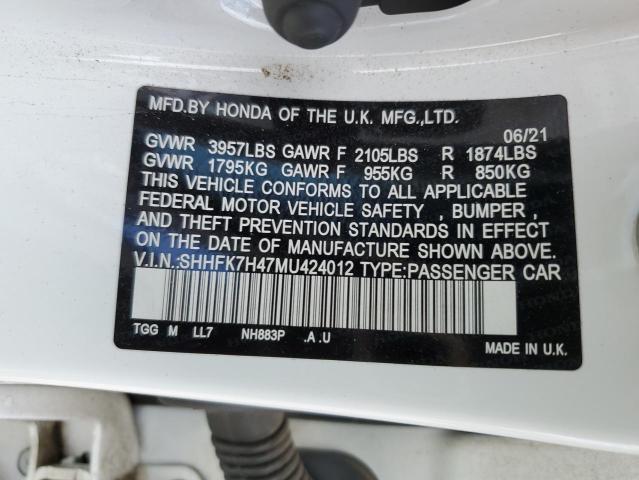 MFD.BY HONDA OF THE U.K. MFG.,LTD.
06/21
GVWR 3957LBS GAWR F 2105LBS R 1874LBS
GVWR 1795KG GAWR F 955KG R 850KG
THIS VEHICLE CONFORMS TO ALL APPLICABLE
FEDERAL MOTOR VEHICLE SAFETY , BUMPER ,
AND THEFT PREVENTION STANDARDS IN EFFECT
ON THE DATE OF MANUFACTURE SHOWN ABOVE.
V.I.N.:SHHFK7H47MU424012 TYPE:PASSENGER CAR
TGG M LL7 NH883P .A .U
MADE IN U.K.